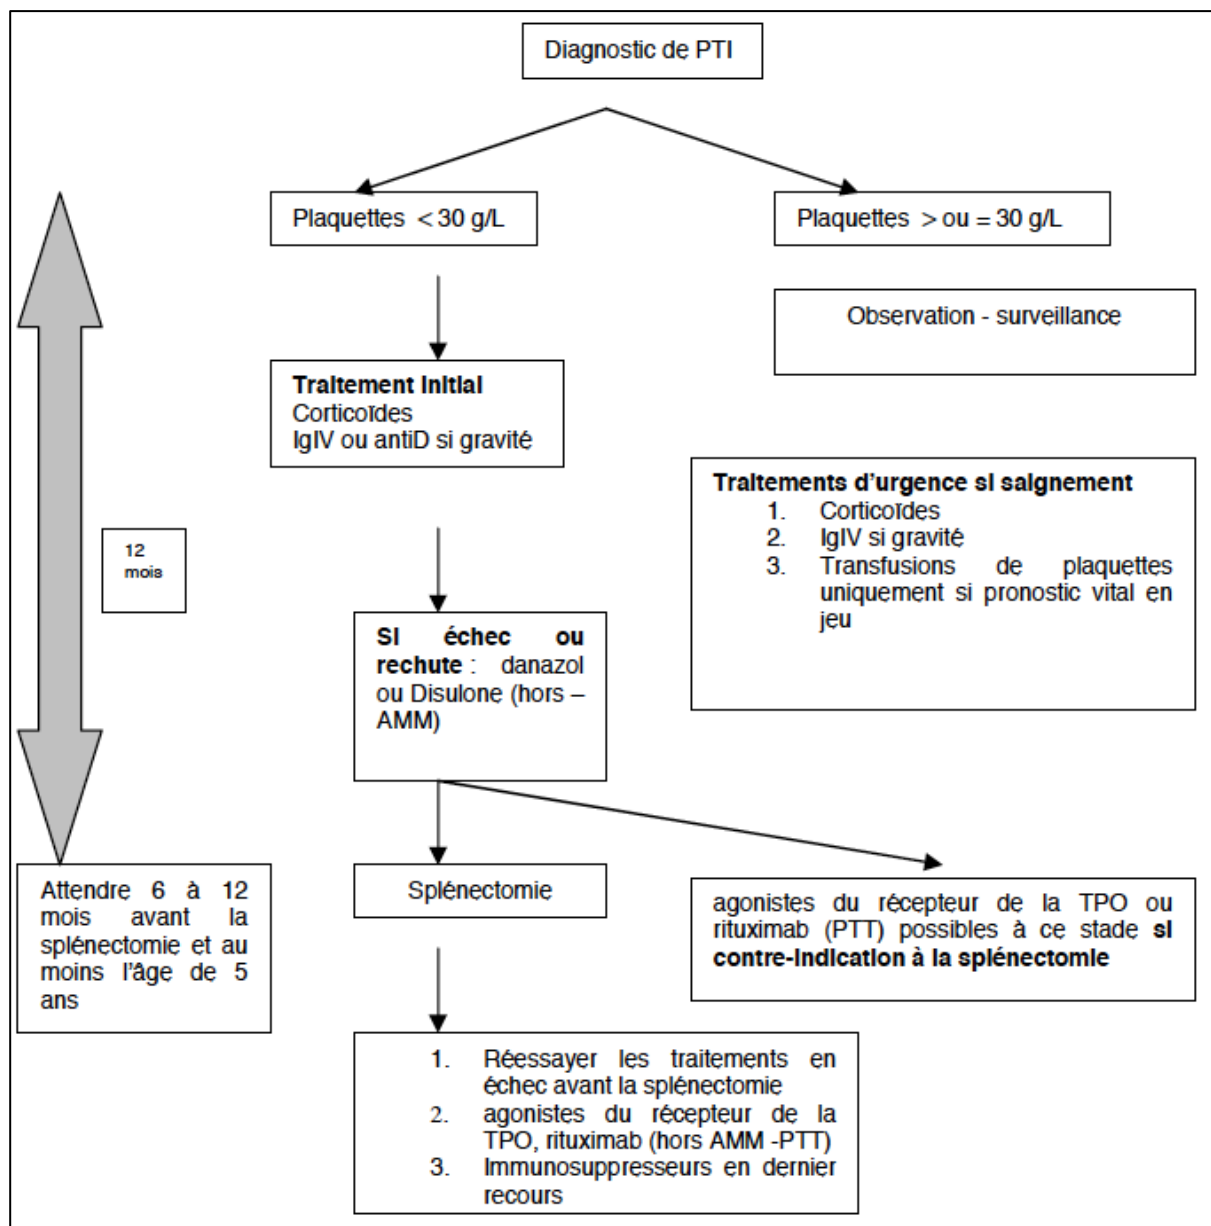 Diagnostic de PTI
Plaquettes < 30 g/L
Plaquettes > ou = 30 g/L
Observation - surveillance
Traitement initial
Corticoïdes
IgIV ou antiD si gravité
Traitements d'urgence si saignement
1. Corticoïdes
2. IgIV si gravité
3. Transfusions de plaquettes
uniquement si pronostic vital en
jeu
12
mois
Si échec ou
rechute : danazol
ou Disulone (hors –
AMM)
Attendre 6 à 12
mois avant la
splénectomie et au
moins l'âge de 5
ans
Splénectomie
agonistes du récepteur de la TPO ou
rituximab (PTT) possibles à ce stade si
contre-indication à la splénectomie
1. Réessayer les traitements en
échec avant la splénectomie
2. agonistes du récepteur de la
TPO, rituximab (hors AMM -PTT)
3. Immunosuppresseurs en dernier
recours